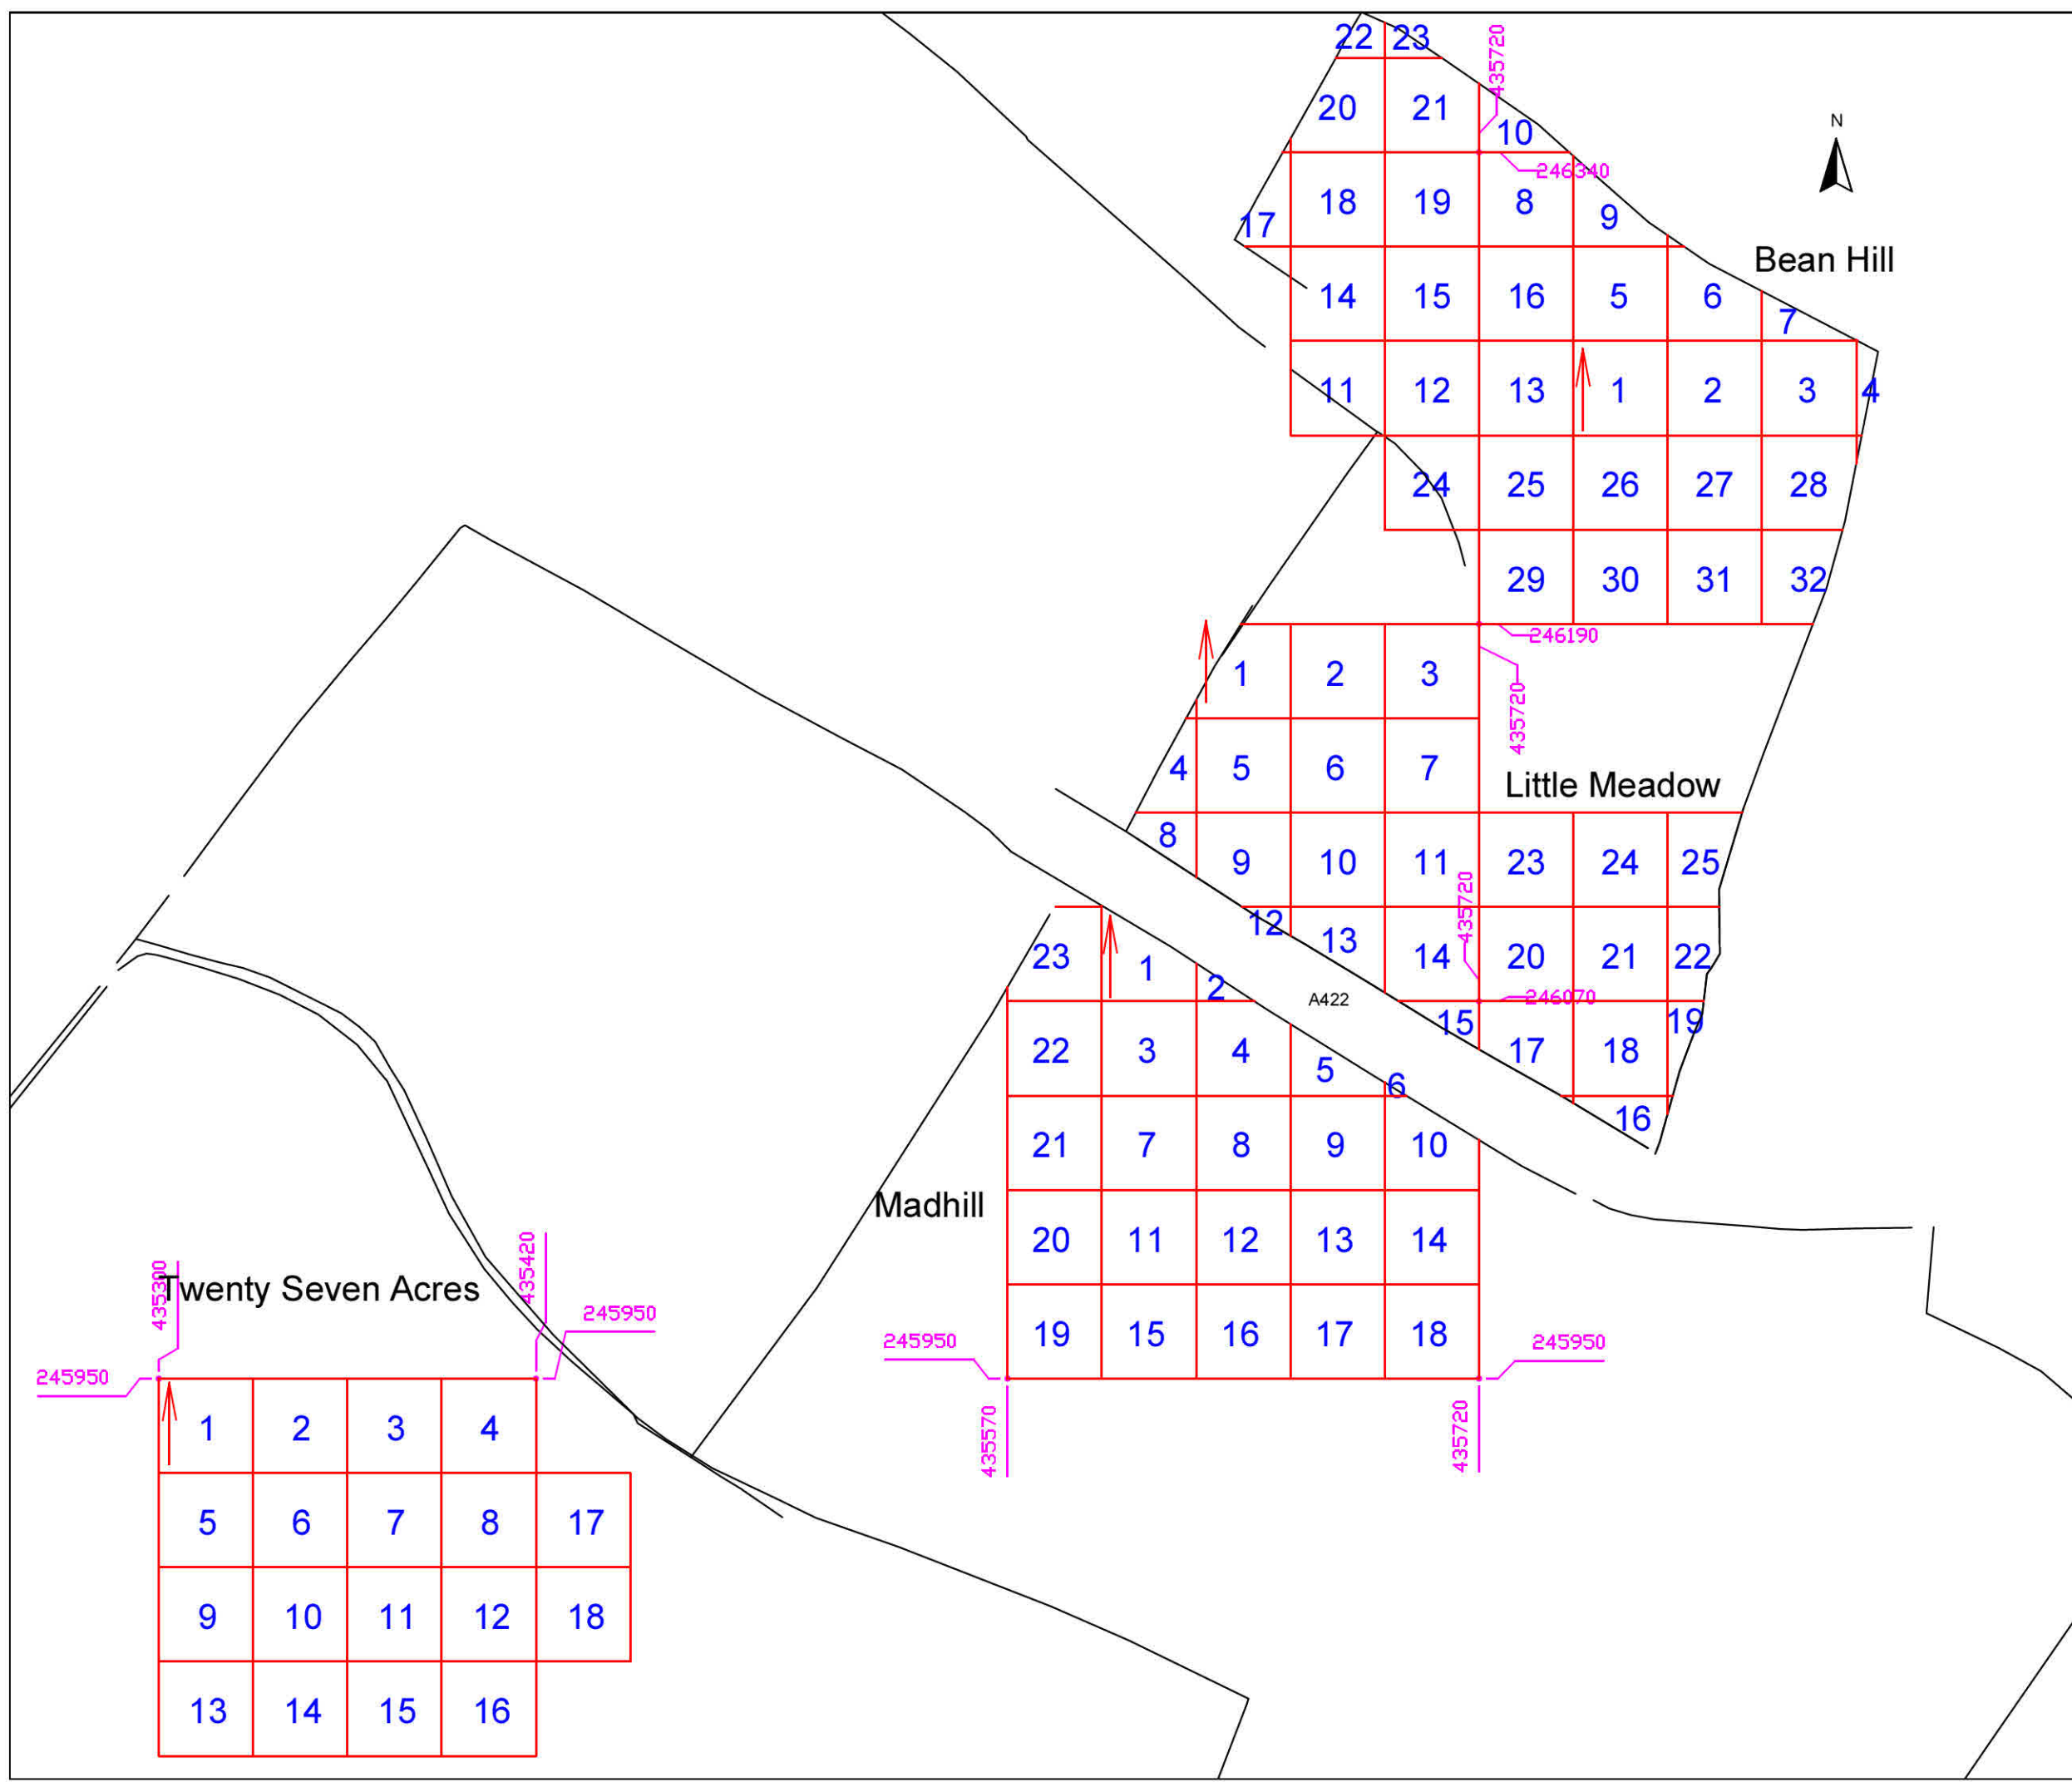 22 23
435720
20 21
10
N
246340
18 19 8
17
9
Bean Hill
14 15 16 5 6
7
11 12 13 1 2 3 4
24 25 26 27 28
29 30 31 32
246190
1 2 3
435720
4 5 6 7
Little Meadow
8
9 10 11 23 24 25
435720
12
13
14 20 21 22
23
1
2
A422
246070
15
19
22 3 4
17 18
5
6
16
21 7 8 9 10
Madhill
20 11 12 13 14
435300
435420
Twenty Seven Acres
245950
19 15 16 17 18
245950
245950
245950
435570
435720
1 2 3 4
5 6 7 8 17
9 10 11 12 18
13 14 15 16